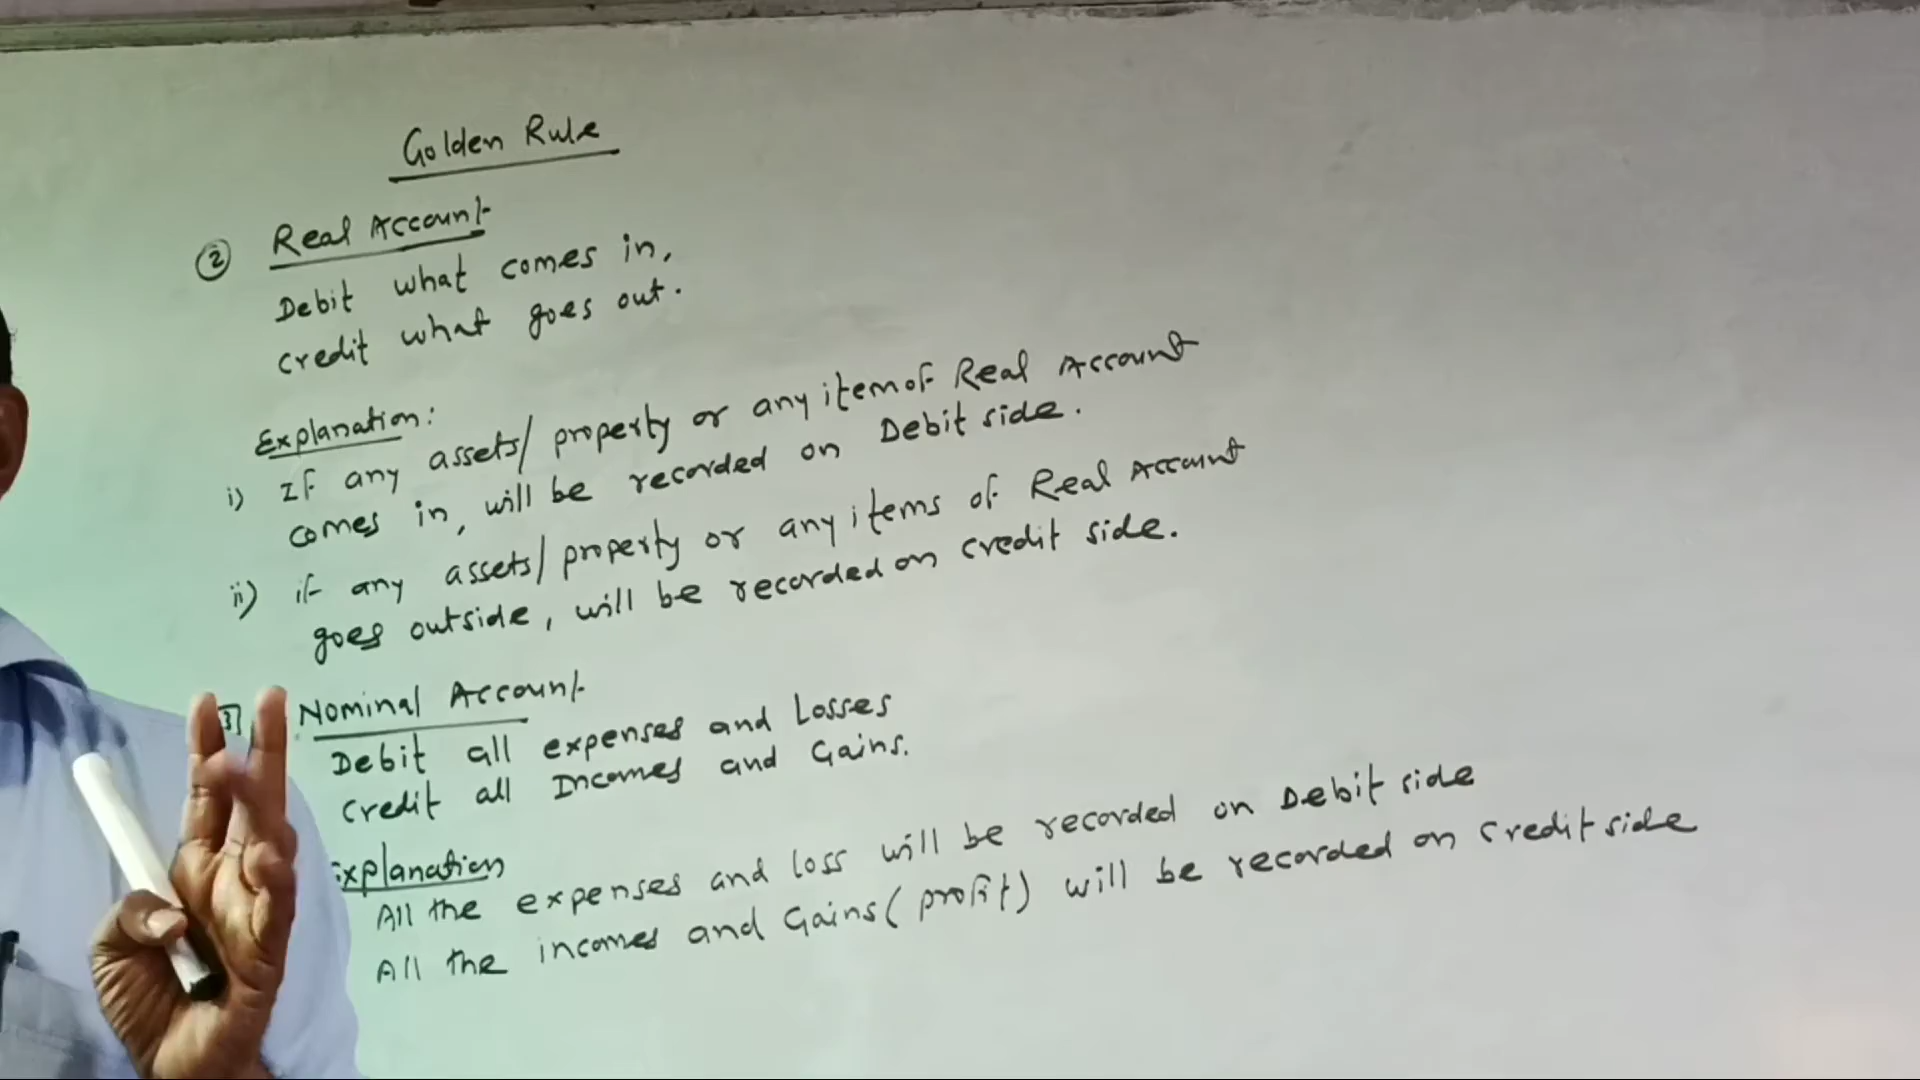 Golden Rule
② Real Account
Debit what comes in,
credit what goes out.
Explanation:
i) If any assets/ property or any item of Real Account
comes in, will be recorded on Debit side.
ii) if any assets/ property or any items of Real Account
goes outside, will be recorded on credit side.
3 Nominal Account
Debit all expenses and Losses
credit all Incomes and Gains.
Explanation
All the expenses and loss will be recorded on Debit side
All the incomes and Gains (profit) will be recorded on credit side